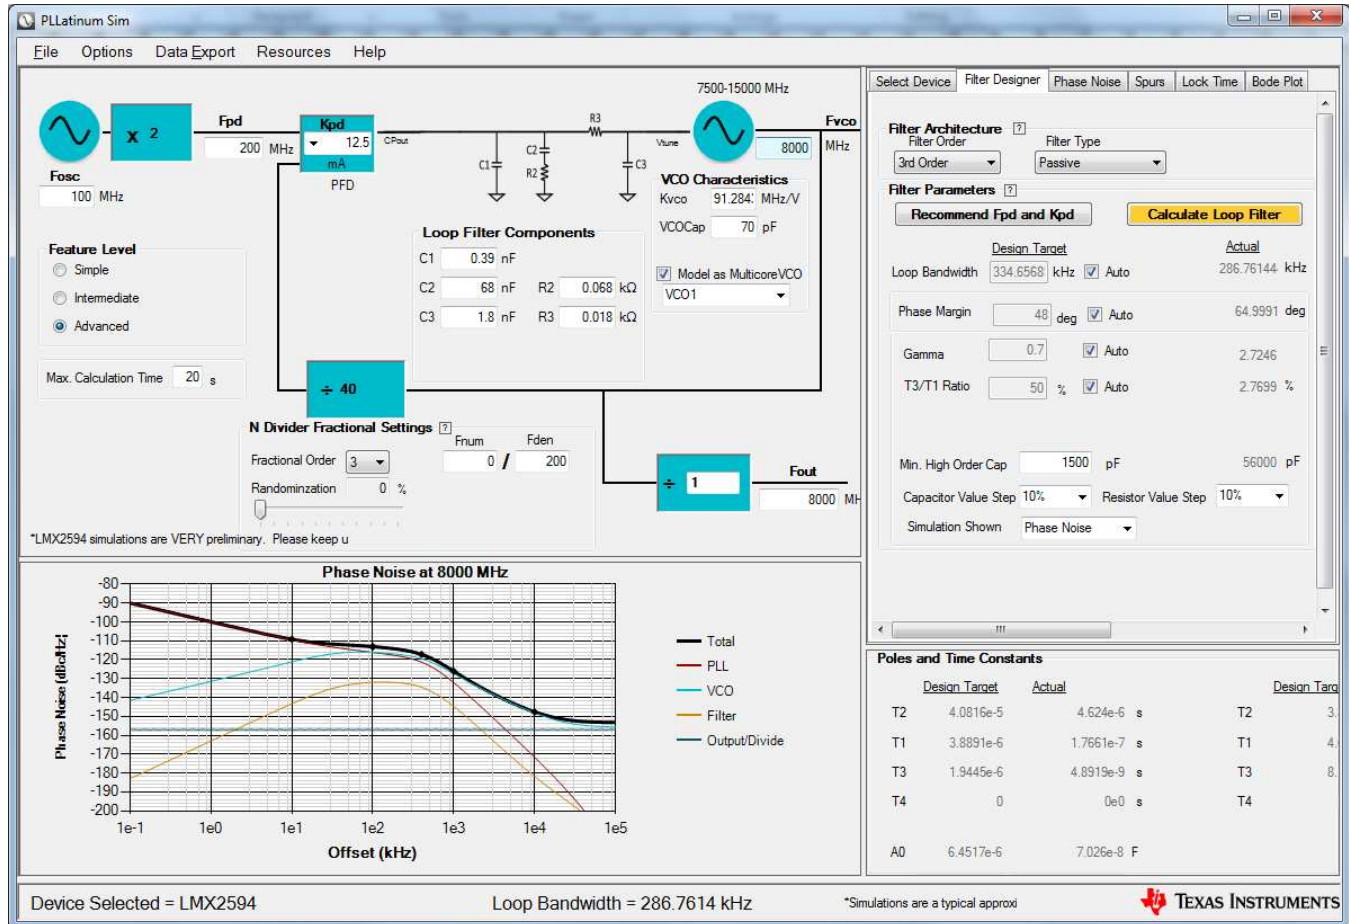 PLLatinum Sim
File Options Data Export Resources Help
7500-15000 MHz
Fpd
Kpd
R3
Fvco
X 2
200 MHz
12.5
CPout
Vtune
8000 MHz
mA
PFD
C1
C2
R2
C3
Fosc
100 MHz
VCO Characteristics
Kvco 91.284 MHz/V
VCOCap 70 pF
Model as MulticoreVCO
VCO1
Feature Level
Simple
Intermediate
Advanced
Loop Filter Components
C1 0.39 nF
C2 68 nF R2 0.068 kΩ
C3 1.8 nF R3 0.018 kΩ
Max. Calculation Time 20 s
÷ 40
N Divider Fractional Settings ?
Fnum Fden
Fractional Order 3 0 / 200
Randominzation 0 %
÷ 1
Fout
8000 MH
*LMX2594 simulations are VERY preliminary. Please keep u
Select Device Filter Designer Phase Noise Spurs Lock Time Bode Plot
Filter Architecture ?
Filter Order Filter Type
3rd Order Passive
Filter Parameters ?
Recommend Fpd and Kpd Calculate Loop Filter
Design Target Actual
Loop Bandwidth 334.6568 kHz Auto 286.76144 kHz
Phase Margin 48 deg Auto 64.9991 deg
Gamma 0.7 Auto 2.7246
T3/T1 Ratio 50 % Auto 2.7699 %
Min. High Order Cap 1500 pF 56000 pF
Capacitor Value Step 10% Resistor Value Step 10%
Simulation Shown Phase Noise
Phase Noise at 8000 MHz
Phase Noise (dBc/Hz
-80
-90
-100
-110
-120
-130
-140
-150
-160
-170
-180
-190
-200
1e-1 1e0 1e1 1e2 1e3 1e4 1e5
Offset (kHz)
Total
PLL
VCO
Filter
Output/Divide
Poles and Time Constants
Design Target Actual Design Targ
T2 4.0816e-5 4.624e-6 s T2 3.
T1 3.8891e-6 1.7661e-7 s T1 4.
T3 1.9445e-6 4.8919e-9 s T3 8.
T4 0 0e0 s T4
A0 6.4517e-6 7.026e-8 F
Device Selected = LMX2594 Loop Bandwidth = 286.7614 kHz *Simulations are a typical approxi TEXAS INSTRUMENTS